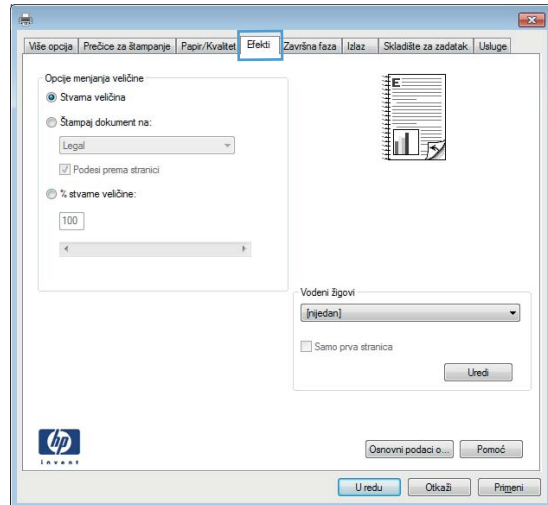 Više opcija Prečice za štampanje Papir/Kvalitet Efekti Završna faza Izlaz Skladište za zadatak Usluge
Opcije menjanja veličine
Stvarna veličina
Štampaj dokument na:
Legal
Podesi prema stranici
% stvarne veličine:
100
E
Vodeni žigovi
[nijedan]
Samo prva stranica
Uredi
hp
invent
Osnovni podaci o... Pomoć
U redu Otkaži Primeni